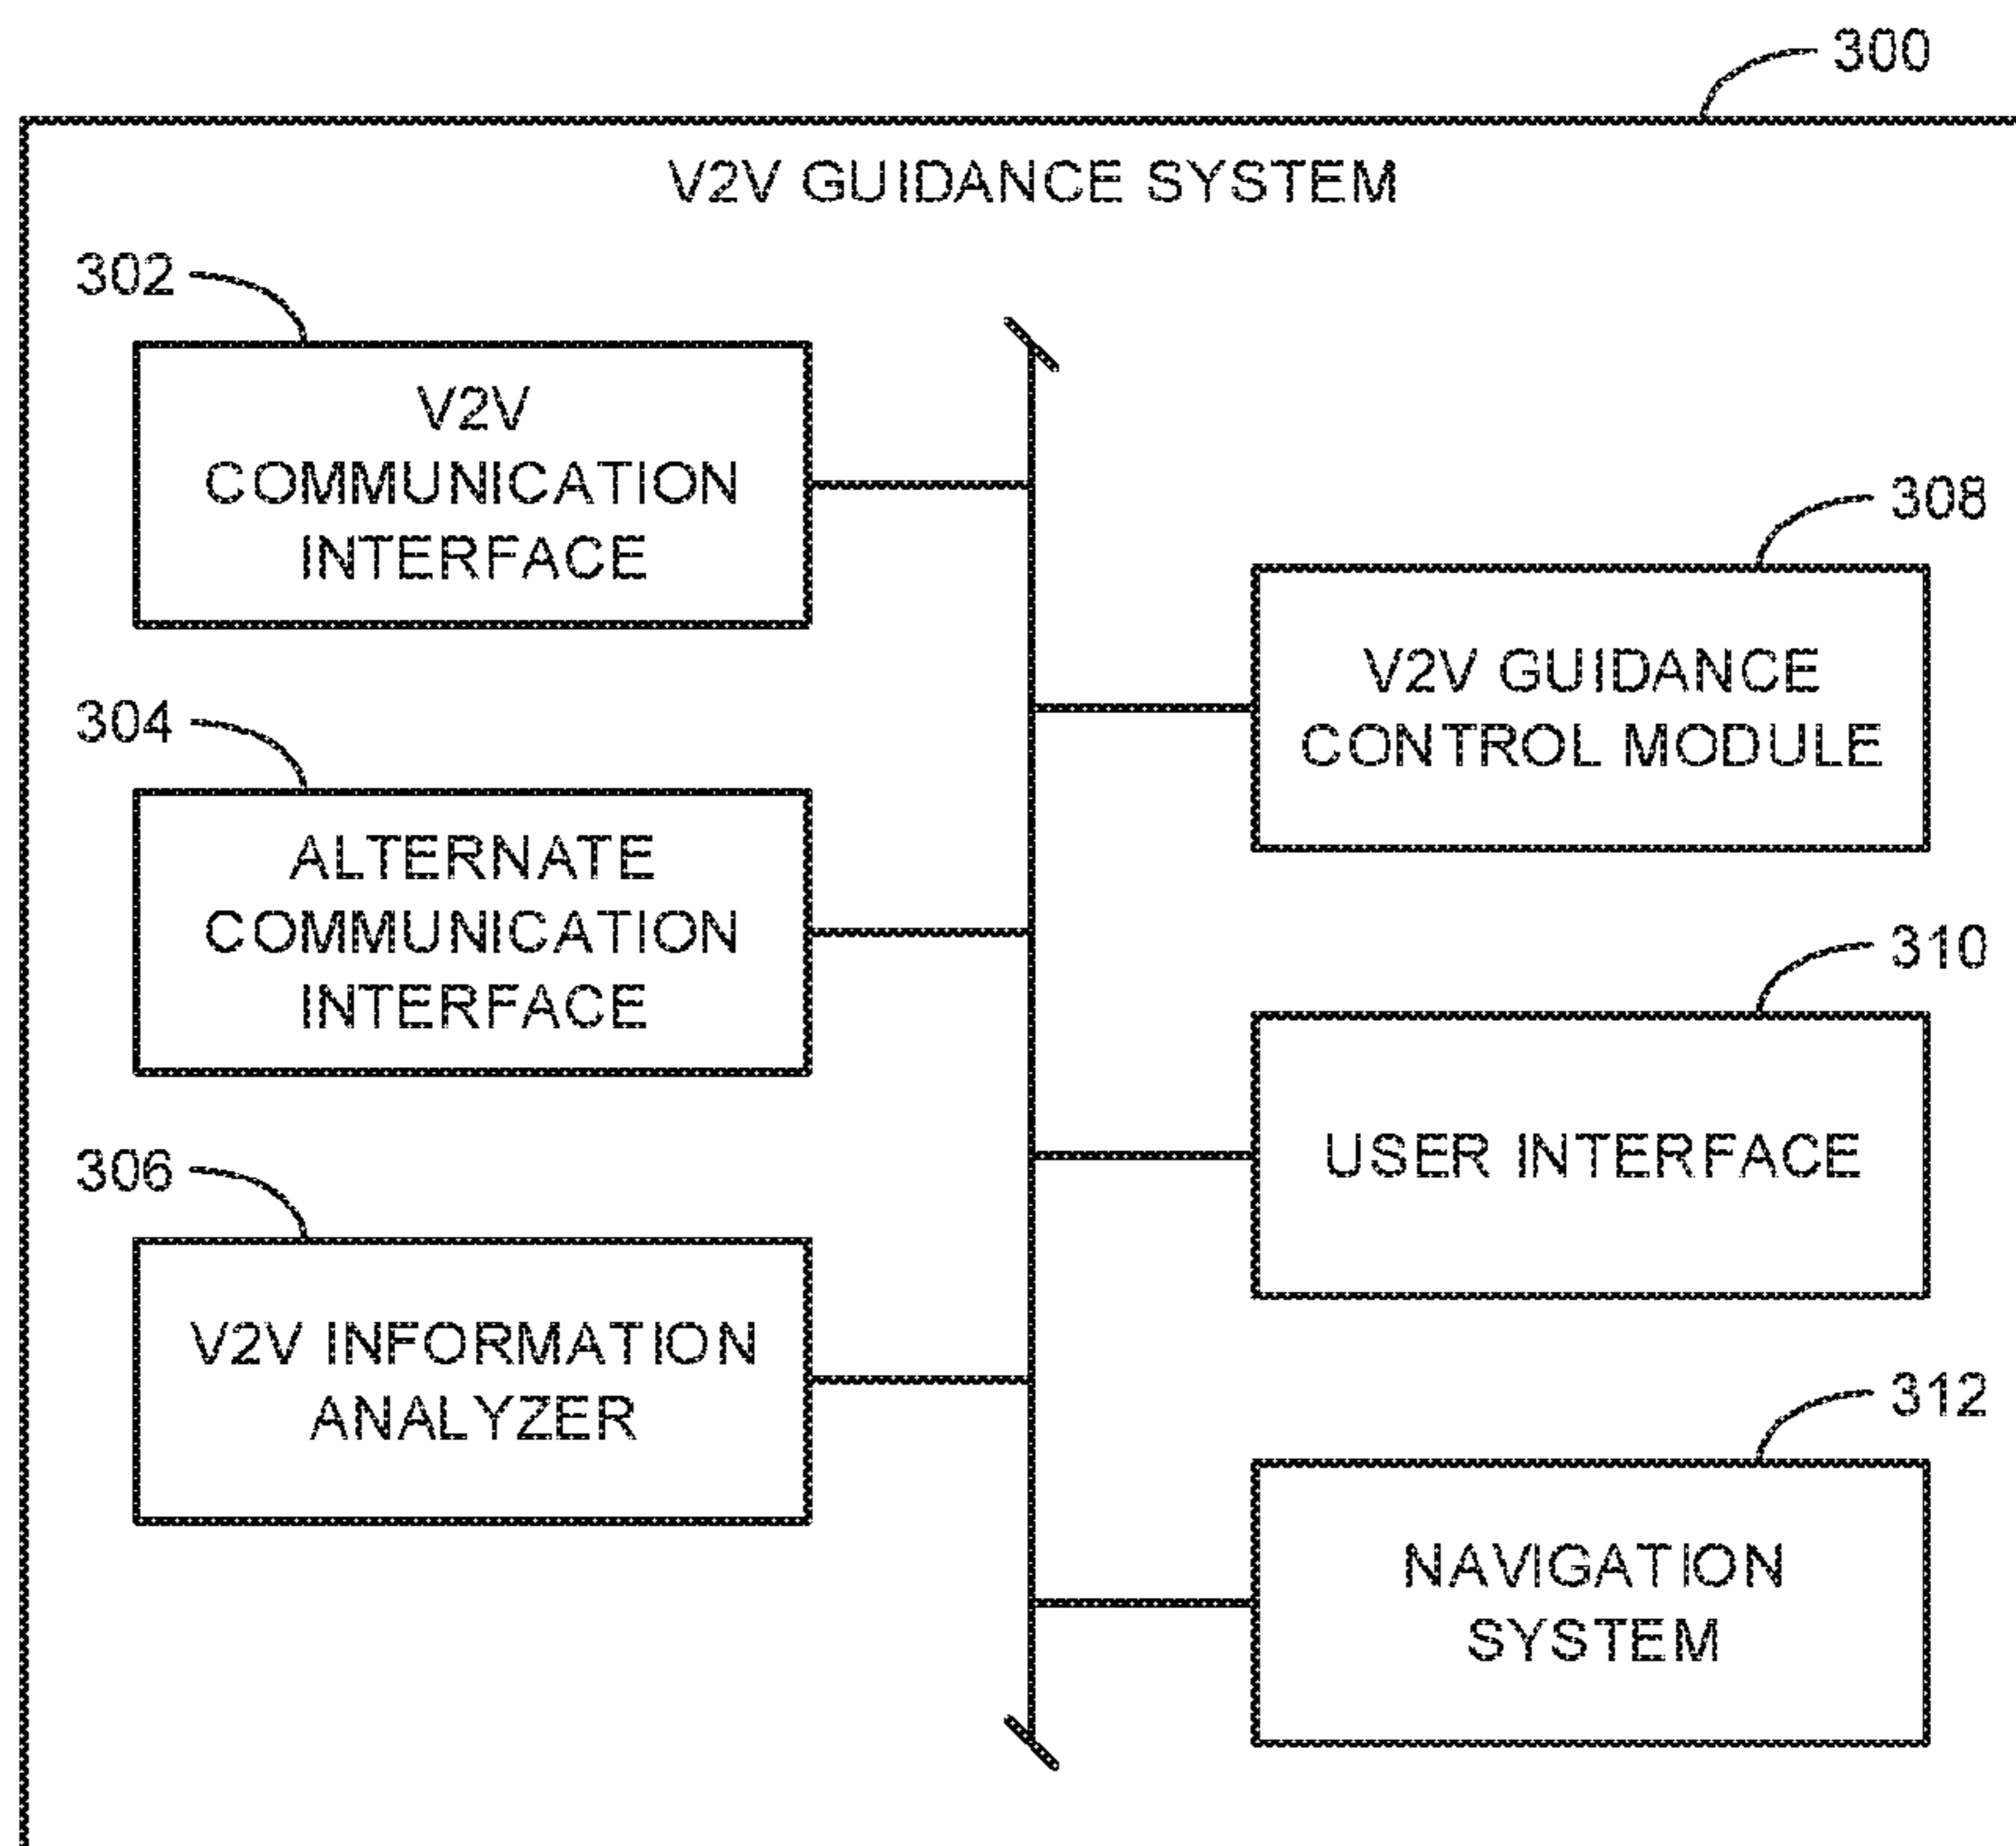 300
V2V GUIDANCE SYSTEM
302
V2V
COMMUNICATION
INTERFACE
308
V2V GUIDANCE
CONTROL MODULE
304
ALTERNATE
COMMUNICATION
INTERFACE
310
USER INTERFACE
306
V2V INFORMATION
ANALYZER
312
NAVIGATION
SYSTEM